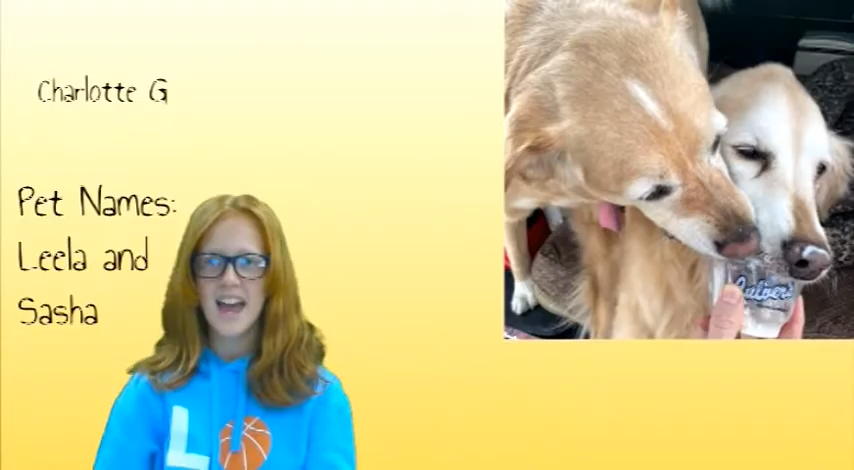 Charlotte G
Pet Names:
Leela and
Sasha
Culver's
L